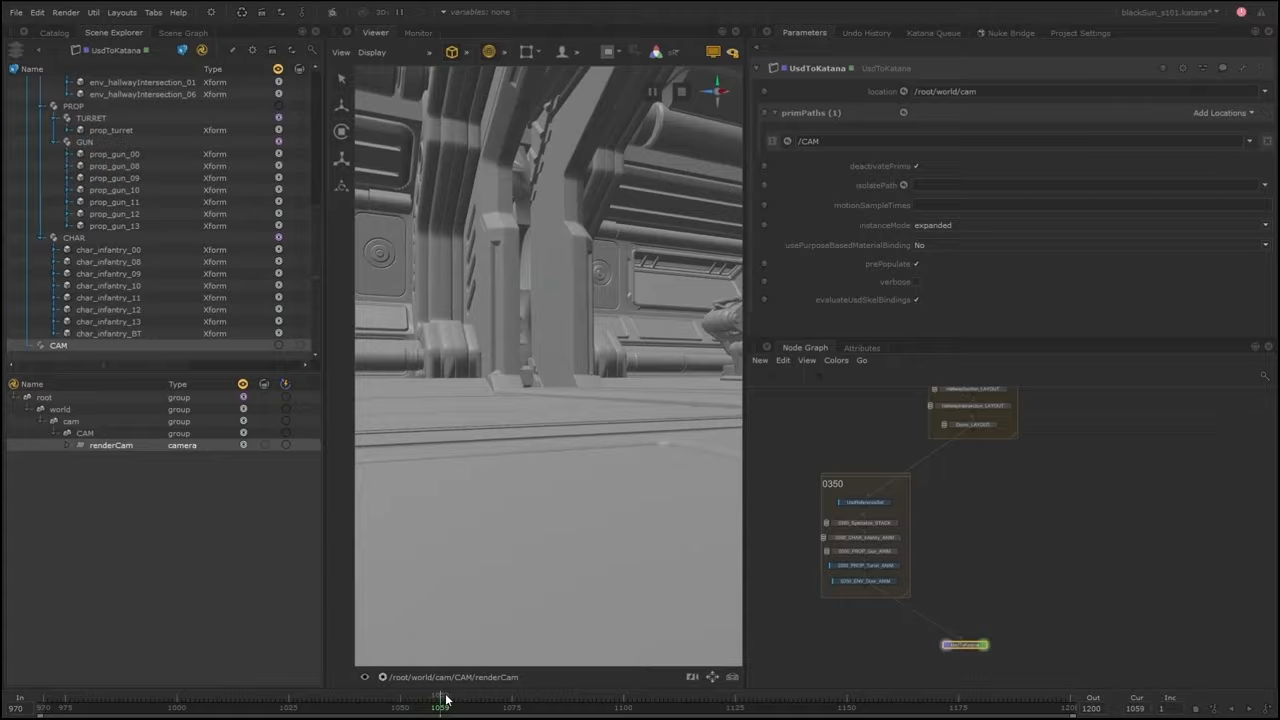 File Edit Render Util Layouts Tabs Help
variables: none
blackSun_s101.katana*
Catalog Scene Explorer Scene Graph
Viewer Monitor
Parameters Undo History Katana Queue Nuke Bridge Project Settings
UsdToKatana
View Display
UsdToKatana UsdToKatana
Name Type
env_hallwayIntersection_01 Xform
env_hallwayIntersection_06 Xform
PROP
TURRET
prop_turret Xform
GUN
prop_gun_00 Xform
prop_gun_08 Xform
prop_gun_09 Xform
prop_gun_10 Xform
prop_gun_11 Xform
prop_gun_12 Xform
prop_gun_13 Xform
CHAR
char_infantry_00 Xform
char_infantry_08 Xform
char_infantry_09 Xform
char_infantry_10 Xform
char_infantry_11 Xform
char_infantry_12 Xform
char_infantry_13 Xform
char_infantry_BT Xform
CAM
Name Type
root group
world group
cam group
CAM group
renderCam camera
/root/world/cam/CAM/renderCam
location /root/world/cam
primPaths (1) Add Locations
/CAM
deactivatePrims
isolatePath
motionSampleTimes
instanceMode expanded
usePurposeBasedMaterialBinding No
prePopulate
verbose
evaluateUsdSkelBindings
Node Graph Attributes
New Edit View Colors Go
0350
In
970 970 975 1000 1025 1050 1059 1075 1100 1125 1150 1175 1200
Out Cur Inc
1200 1059 1